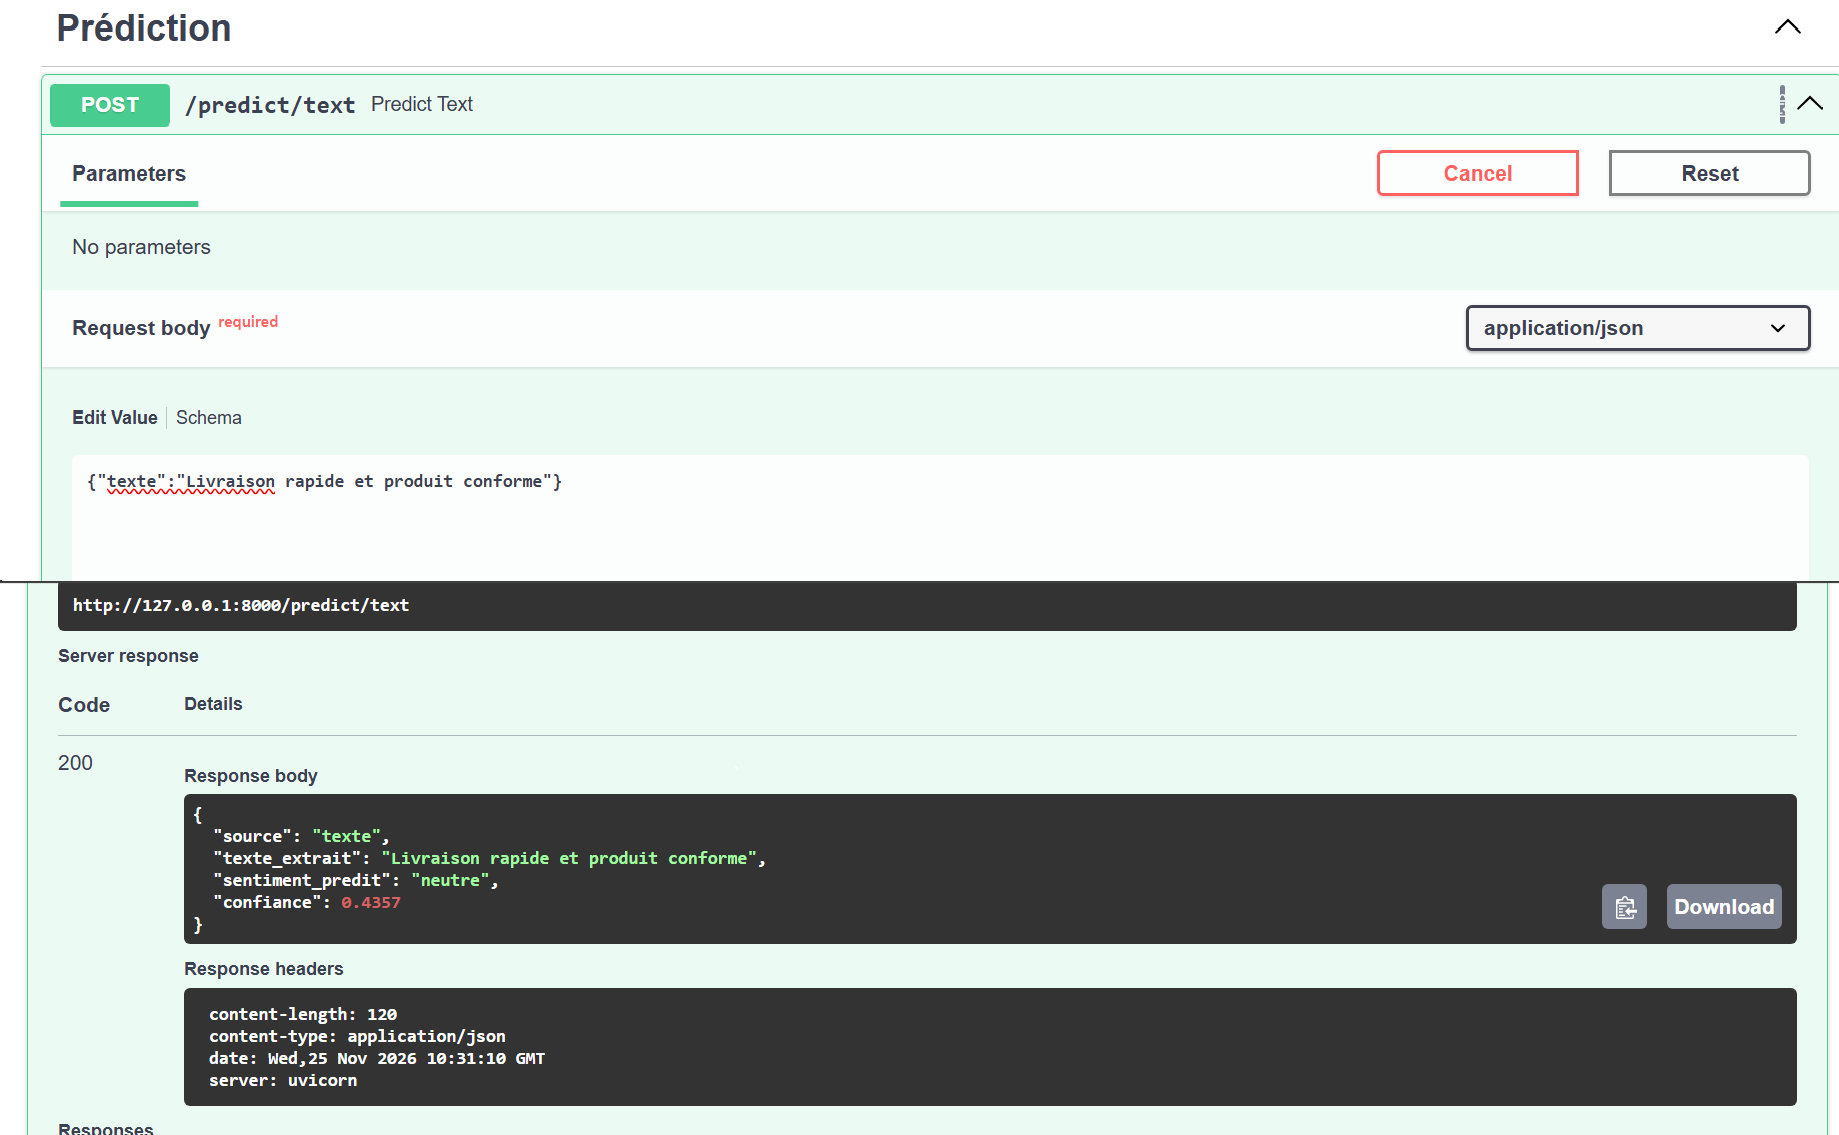 Prédiction
POST /predict/text Predict Text
Parameters
Cancel
Reset
No parameters
Request body required
application/json
Edit Value
Schema
{"texte":"Livraison rapide et produit conforme"}
http://127.0.0.1:8000/predict/text
Server response
Code
Details
200
Response body
{
"source": "texte",
"texte_extrait": "Livraison rapide et produit conforme",
"sentiment_predit": "neutre",
"confiance": 0.4357
}
Download
Response headers
content-length: 120
content-type: application/json
date: Wed,25 Nov 2026 10:31:10 GMT
server: uvicorn
Responses